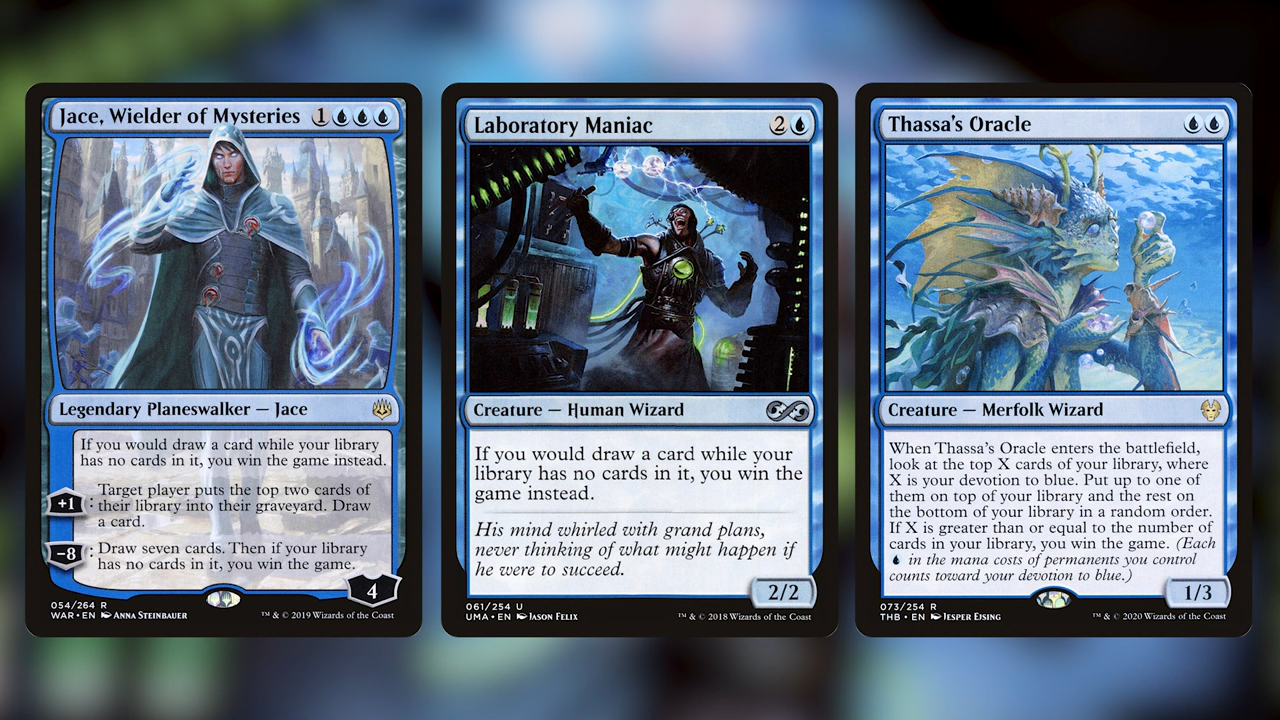 Jace, Wielder of Mysteries 1
Legendary Planeswalker — Jace
If you would draw a card while your library
has no cards in it, you win the game instead.
+1: Target player puts the top two cards of
their library into their graveyard. Draw
a card.
−8: Draw seven cards. Then if your library
has no cards in it, you win the game.
4
054/264 R
WAR • EN ANNA STEINBAUER
™ & © 2019 Wizards of the Coast
Laboratory Maniac 2
Creature — Human Wizard
If you would draw a card while your
library has no cards in it, you win the
game instead.
His mind whirled with grand plans,
never thinking of what might happen if
he were to succeed.
2/2
061/254 U
UMA • EN JASON FELIX
™ & © 2018 Wizards of the Coast
Thassa's Oracle
Creature — Merfolk Wizard
When Thassa's Oracle enters the battlefield,
look at the top X cards of your library, where
X is your devotion to blue. Put up to one of
them on top of your library and the rest on
the bottom of your library in a random order.
If X is greater than or equal to the number of
cards in your library, you win the game. (Each
in the mana costs of permanents you control
counts toward your devotion to blue.)
1/3
073/254 R
THB • EN JESPER EJSING
™ & © 2020 Wizards of the Coast